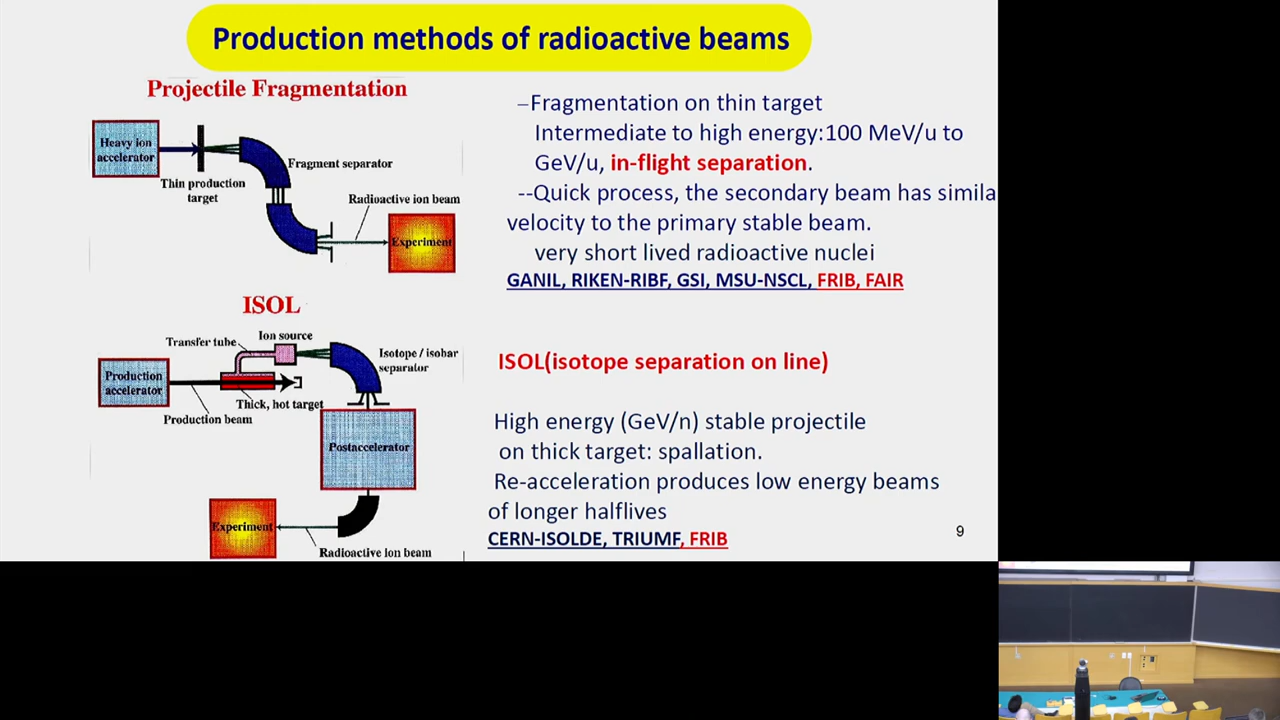 Production methods of radioactive beams
Projectile Fragmentation
Heavy ion
accelerator
Thin production
target
Fragment separator
Radioactive ion beam
Experiment
–Fragmentation on thin target
Intermediate to high energy:100 MeV/u to
GeV/u, in-flight separation.
--Quick process, the secondary beam has simila
velocity to the primary stable beam.
very short lived radioactive nuclei
GANIL, RIKEN-RIBF, GSI, MSU-NSCL, FRIB, FAIR
ISOL
Transfer tube
Ion source
Isotope / isobar
separator
Production
accelerator
Thick, hot target
Production beam
Postaccelerator
Experiment
Radioactive ion beam
ISOL(isotope separation on line)
High energy (GeV/n) stable projectile
on thick target: spallation.
Re-acceleration produces low energy beams
of longer halflives
CERN-ISOLDE, TRIUMF, FRIB
9